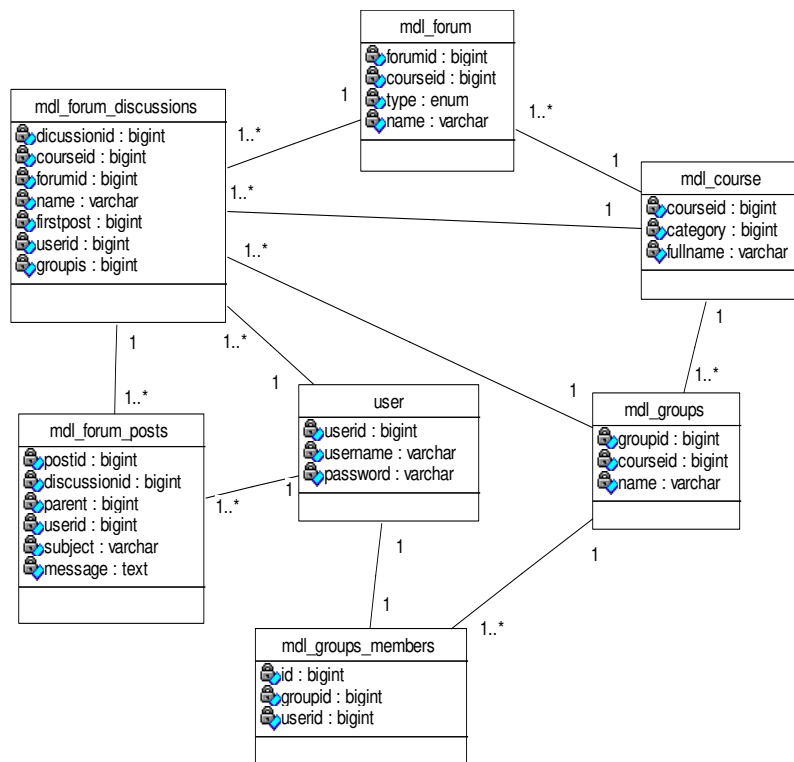 mdl_forum
forumid : bigint
courseid : bigint
type : enum
name : varchar
mdl_forum_discussions
dicussionid : bigint
courseid : bigint
forumid : bigint
name : varchar
firstpost : bigint
userid : bigint
groupis : bigint
1
1..*
1..*
1
mdl_course
courseid : bigint
category : bigint
fullname : varchar
1..*
1
1..*
1
1..*
1
1..*
1
1..*
1
1
1..*
user
userid : bigint
username : varchar
password : varchar
mdl_groups
groupid : bigint
courseid : bigint
name : varchar
mdl_forum_posts
postid : bigint
discussionid : bigint
parent : bigint
userid : bigint
subject : varchar
message : text
1
1..*
1
1
1
1..*
mdl_groups_members
id : bigint
groupid : bigint
userid : bigint